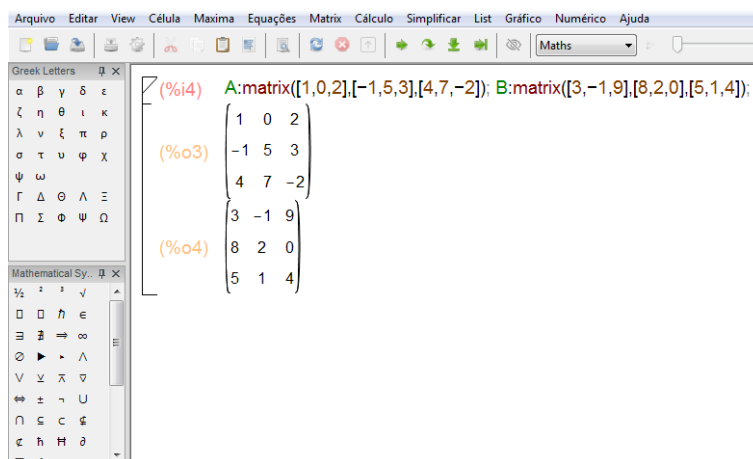 Arquivo Editar View Célula Maxima Equações Matrix Cálculo Simplificar List Gráfico Numérico Ajuda
Maths
Greek Letters
α β γ δ ε
ζ η θ ι κ
λ ν ξ π ρ
σ τ υ φ χ
ψ ω
Γ Δ Θ Λ Ξ
Π Σ Φ Ψ Ω
Mathematical Sy..
½ ² ³ √
ℏ ∈
∃ ∄ ⇒ ∞
∅ ▶ ▸ ∧
∨ ⊻ ⊼ ⊽
⇔ ± ¬ ∪
∩ ⊆ ⊂ ⊈
⊄ ħ Ħ ∂
(%i4) A:matrix([1,0,2],[−1,5,3],[4,7,−2]); B:matrix([3,−1,9],[8,2,0],[5,1,4]);
(%o3)
1 0 2
−1 5 3
4 7 −2
(%o4)
3 −1 9
8 2 0
5 1 4